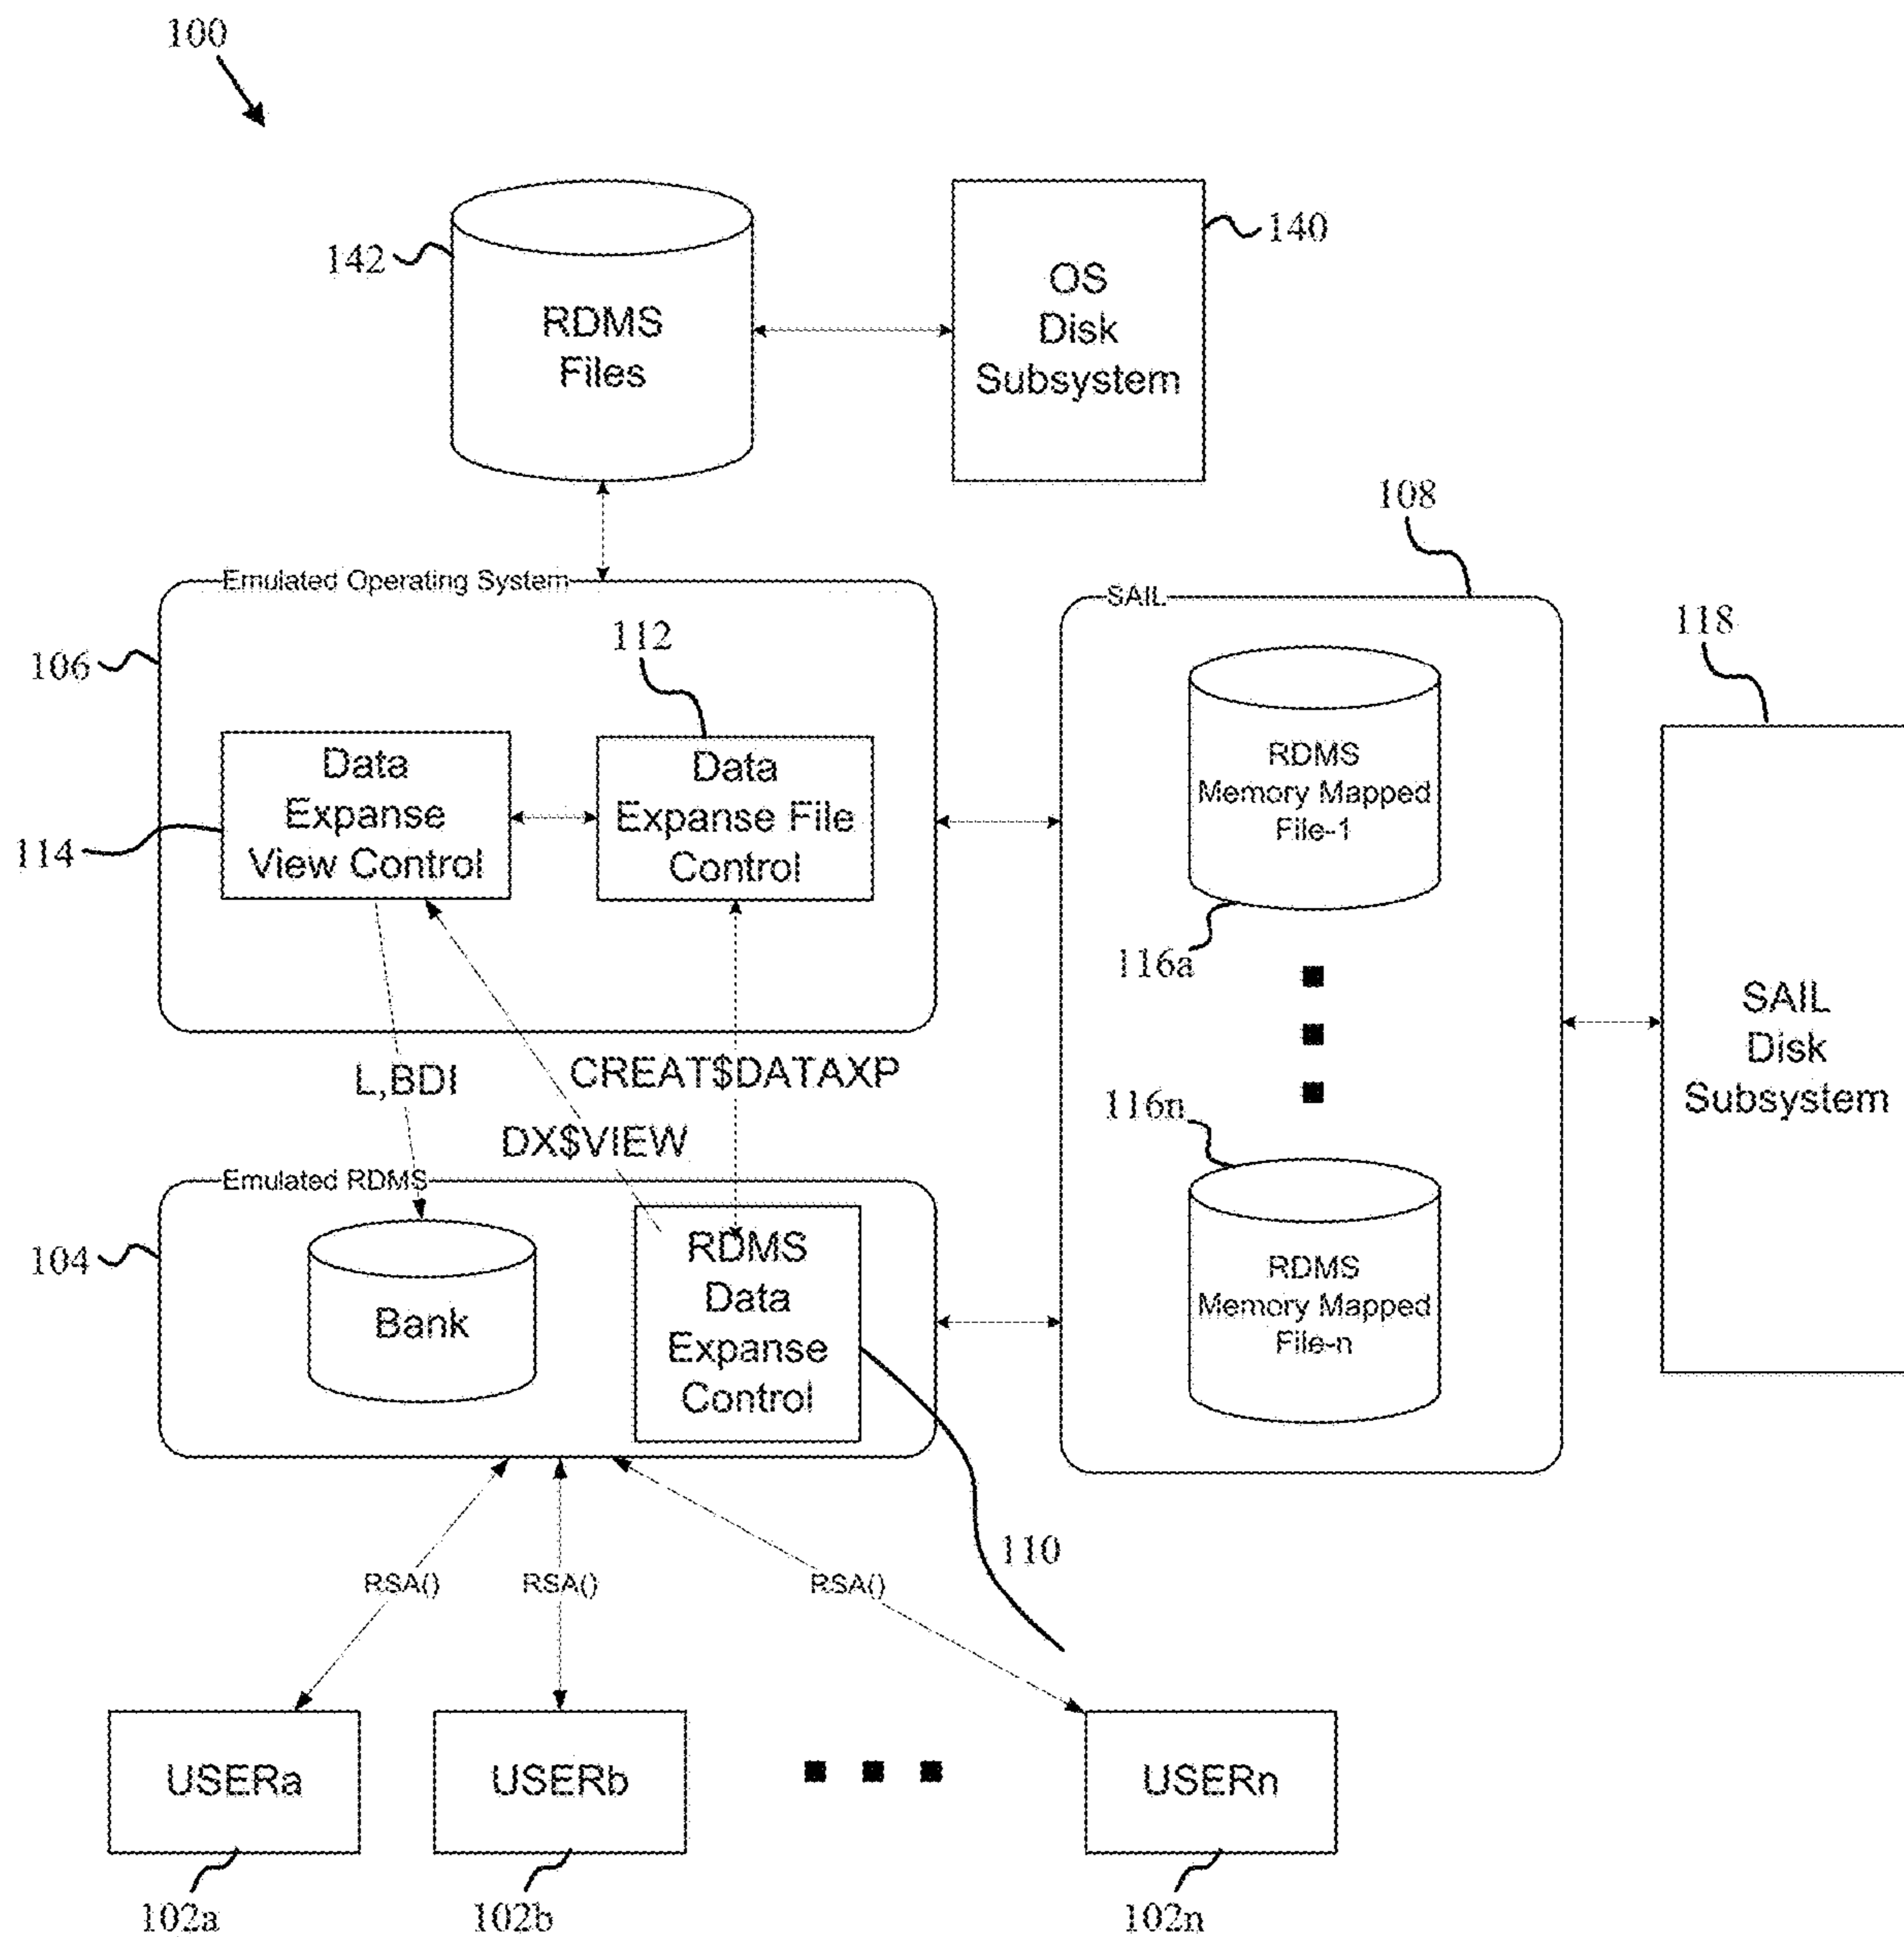 100
142
RDMS
Files
OS
Disk
Subsystem
140
108
Emulated Operating System
SAIL
106
112
118
Data
Expanse
View Control
Data
Expanse File
Control
114
RDMS
Memory Mapped
File-1
116a
SAIL
Disk
Subsystem
L,BDI
CREAT$DATAXP
DX$VIEW
116n
Emulated RDMS
104
Bank
RDMS
Data
Expanse
Control
RDMS
Memory Mapped
File-n
110
RSA()
RSA()
RSA()
USERa
USERb
USERn
102a
102b
102n